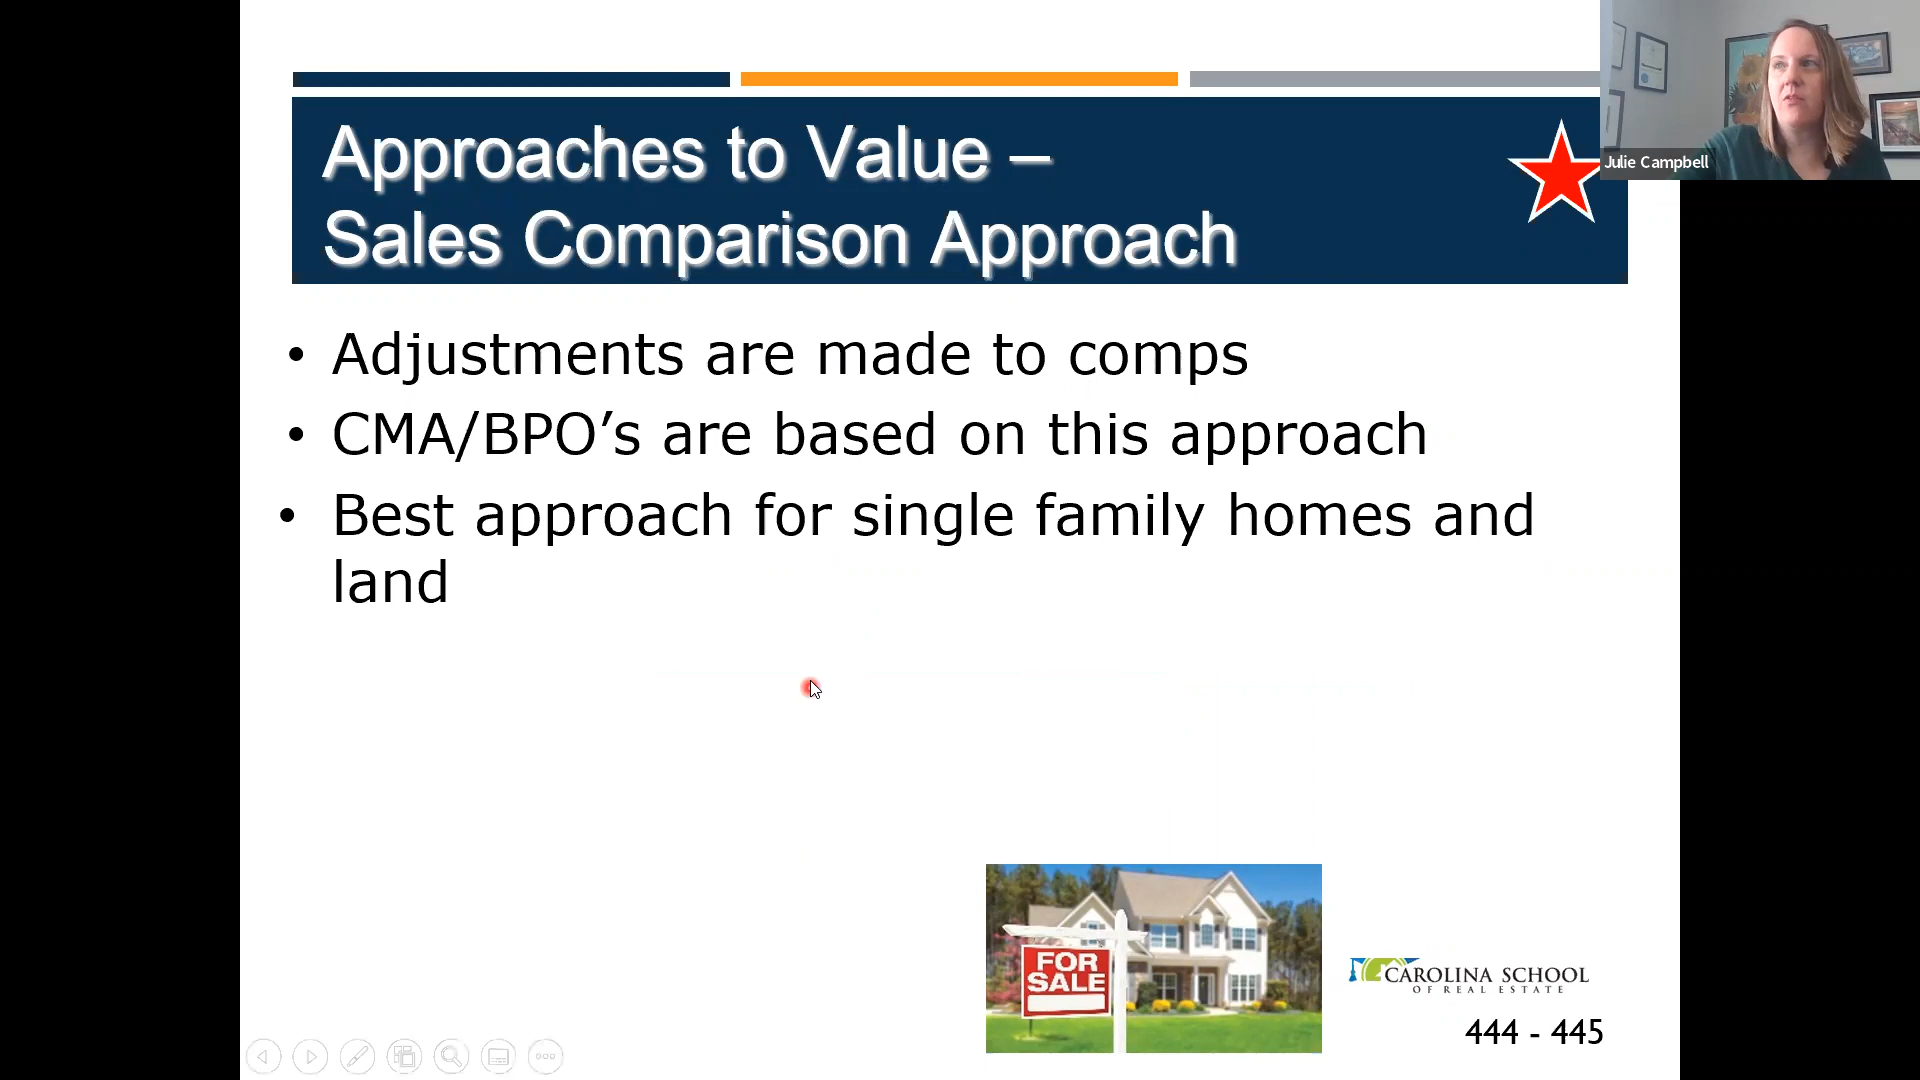 Approaches to Value –
Sales Comparison Approach
Julie Campbell
• Adjustments are made to comps
• CMA/BPO’s are based on this approach
• Best approach for single family homes and
land
FOR
SALE
CAROLINA SCHOOL
OF REAL ESTATE
444 - 445